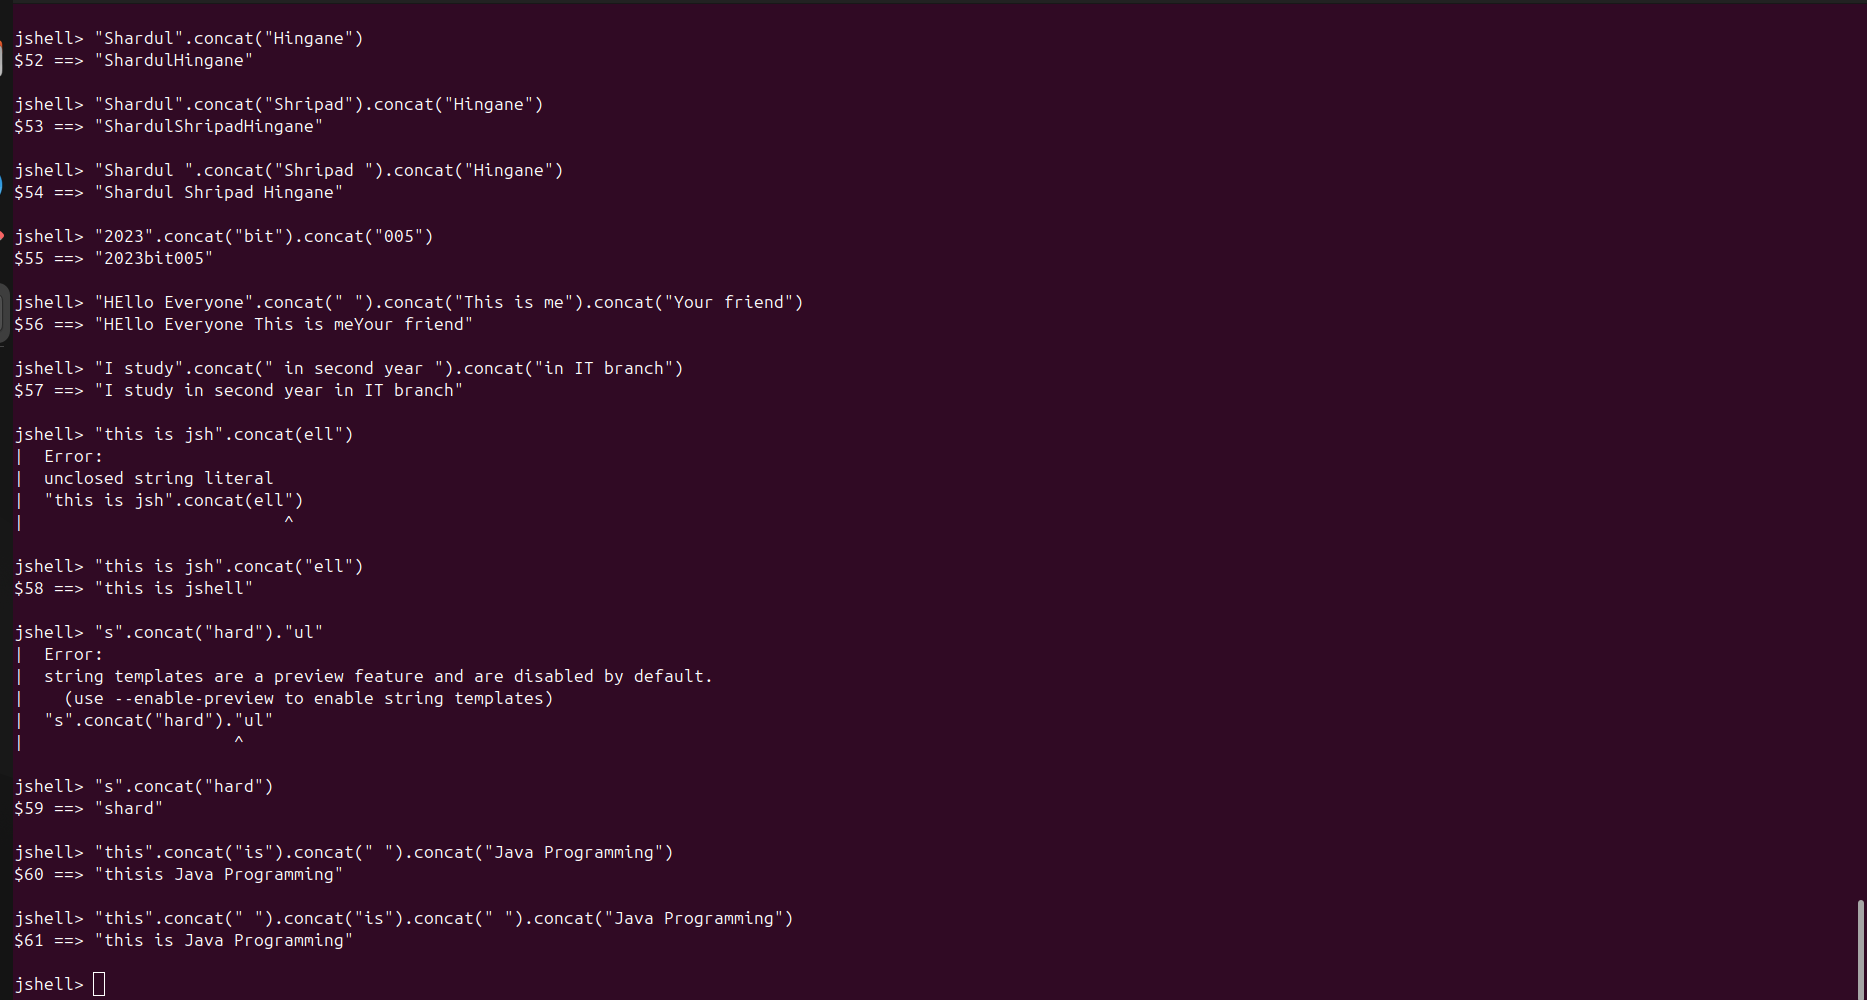 jshell> "Shardul".concat("Hingane")
$52 ==> "ShardulHingane"
jshell> "Shardul".concat("Shripad").concat("Hingane")
$53 ==> "ShardulShripadHingane"
jshell> "Shardul ".concat("Shripad ").concat("Hingane")
$54 ==> "Shardul Shripad Hingane"
jshell> "2023".concat("bit").concat("005")
$55 ==> "2023bit005"
jshell> "HEllo Everyone".concat(" ").concat("This is me").concat("Your friend")
$56 ==> "HEllo Everyone This is meYour friend"
jshell> "I study".concat(" in second year ").concat("in IT branch")
$57 ==> "I study in second year in IT branch"
jshell> "this is jsh".concat(ell")
|  Error:
|  unclosed string literal
|  "this is jsh".concat(ell")
|                          ^
jshell> "this is jsh".concat("ell")
$58 ==> "this is jshell"
jshell> "s".concat("hard")."ul"
|  Error:
|  string templates are a preview feature and are disabled by default.
|    (use --enable-preview to enable string templates)
|  "s".concat("hard")."ul"
|                     ^
jshell> "s".concat("hard")
$59 ==> "shard"
jshell> "this".concat("is").concat(" ").concat("Java Programming")
$60 ==> "thisis Java Programming"
jshell> "this".concat(" ").concat("is").concat(" ").concat("Java Programming")
$61 ==> "this is Java Programming"
jshell>